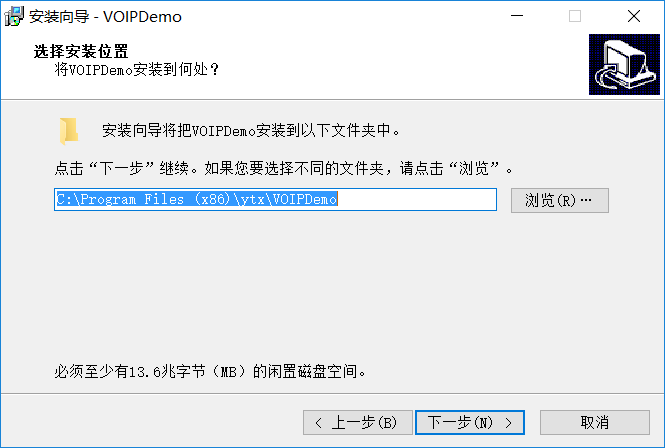 安装向导 - VOIPDemo
选择安装位置
将VOIPDemo安装到何处？
安装向导将把VOIPDemo安装到以下文件夹中。
点击“下一步”继续。如果您要选择不同的文件夹，请点击“浏览”。
C:\Program Files (x86)\ytx\VOIPDemo
浏览(R)…
必须至少有13.6兆字节（MB）的闲置磁盘空间。
< 上一步(B)
下一步(N) >
取消